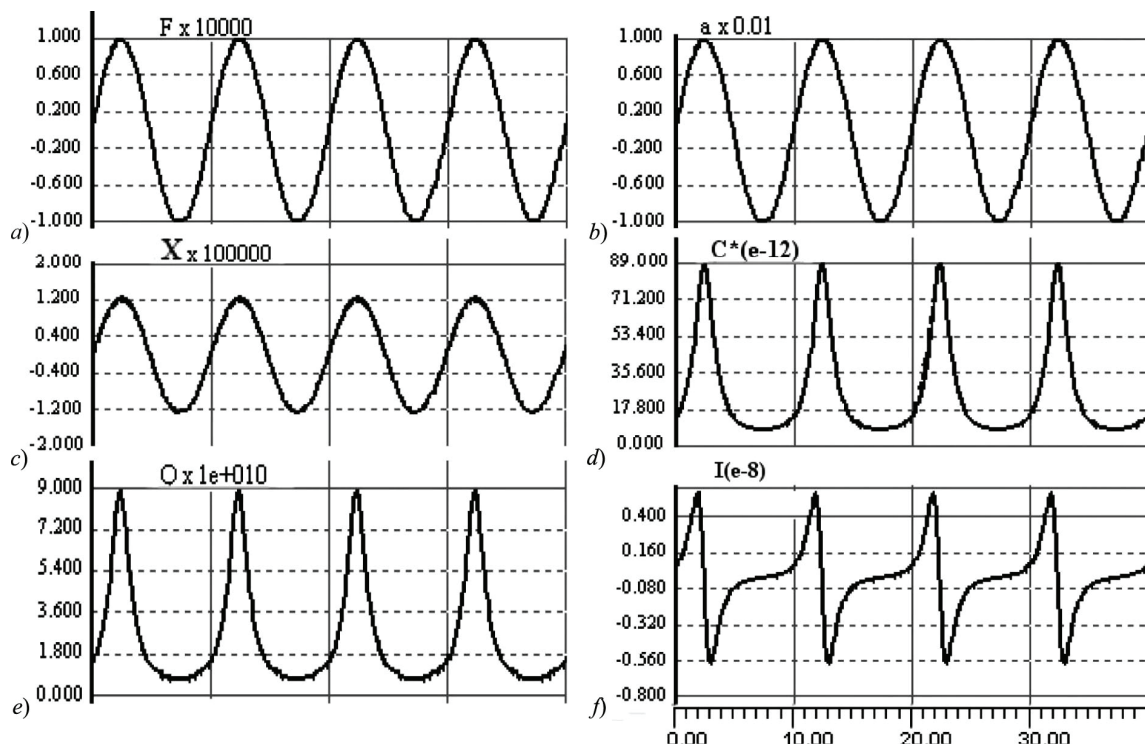 F x 10000
1.000
0.600
0.200
-0.200
-0.600
-1.000
a)
a x 0.01
1.000
0.600
0.200
-0.200
-0.600
-1.000
b)
X x 100000
2.000
1.200
0.400
-0.400
-1.200
-2.000
c)
C*(e-12)
89.000
71.200
53.400
35.600
17.800
0.000
d)
Q x 1e+010
9.000
7.200
5.400
3.600
1.800
0.000
e)
I(e-8)
0.400
0.160
-0.080
-0.320
-0.560
-0.800
f)
0.00 10.00 20.00 30.00